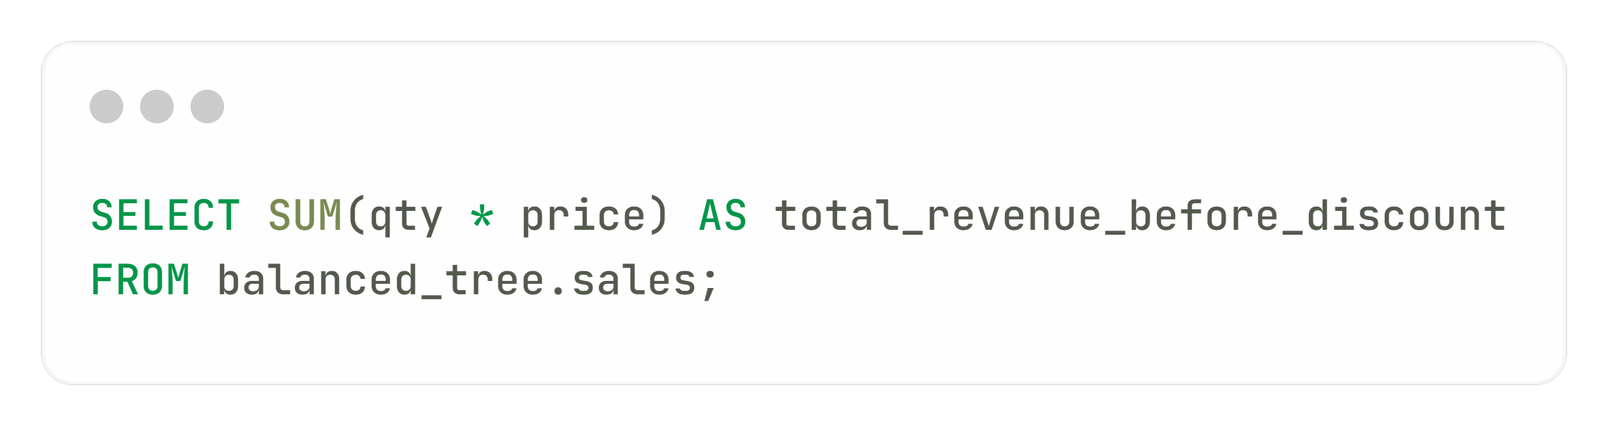 SELECT SUM(qty * price) AS total_revenue_before_discount
FROM balanced_tree.sales;